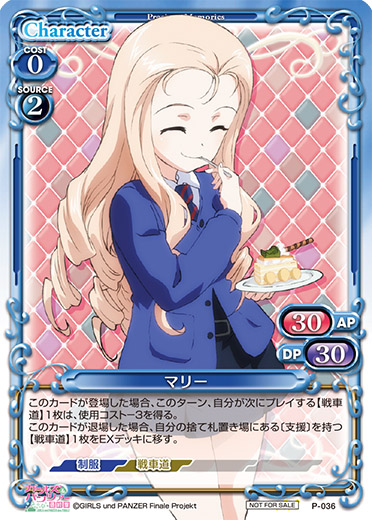 Precious Memories
Character
COST
0
SOURCE
2
30 AP
DP 30
マリー
このカードが登場した場合、このターン、自分が次にプレイする【戦車
道】1枚は、使用コスト－3を得る。
このカードが退場した場合、自分の捨て札置き場にある《支援》を持つ
【戦車道】1枚をEXデッキに移す。
制服 戦車道
©GIRLS und PANZER Finale Projekt
NOT FOR SALE
P-036